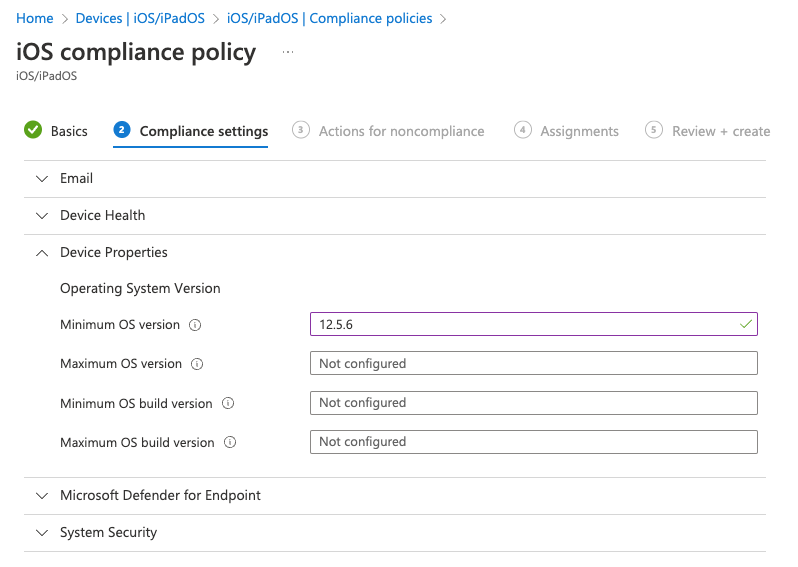 Home > Devices | iOS/iPadOS > iOS/iPadOS | Compliance policies >
iOS compliance policy ...
iOS/iPadOS
Basics 2 Compliance settings 3 Actions for noncompliance 4 Assignments 5 Review + create
Email
Device Health
Device Properties
Operating System Version
Minimum OS version 12.5.6
Maximum OS version Not configured
Minimum OS build version Not configured
Maximum OS build version Not configured
Microsoft Defender for Endpoint
System Security